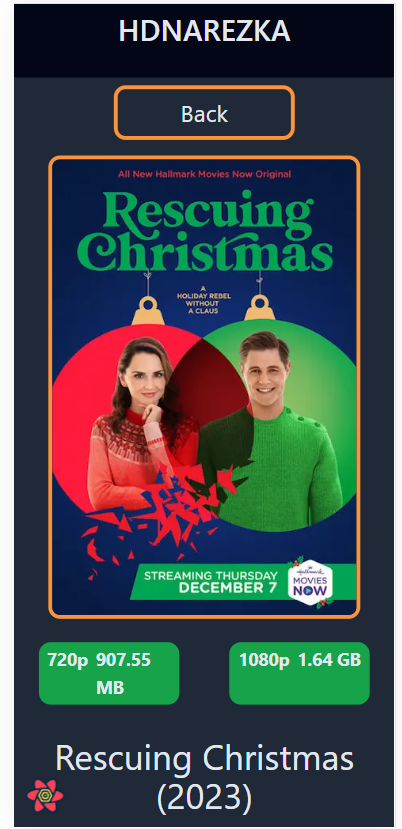 HDNAREZKA
Back
All New Hallmark Movies Now Original
Rescuing
Christmas
A
HOLIDAY REBEL
WITHOUT
A CLAUS
STREAMING THURSDAY
DECEMBER 7
Hallmark
MOVIES
NOW
720p 907.55
MB
1080p 1.64 GB
Rescuing Christmas
(2023)